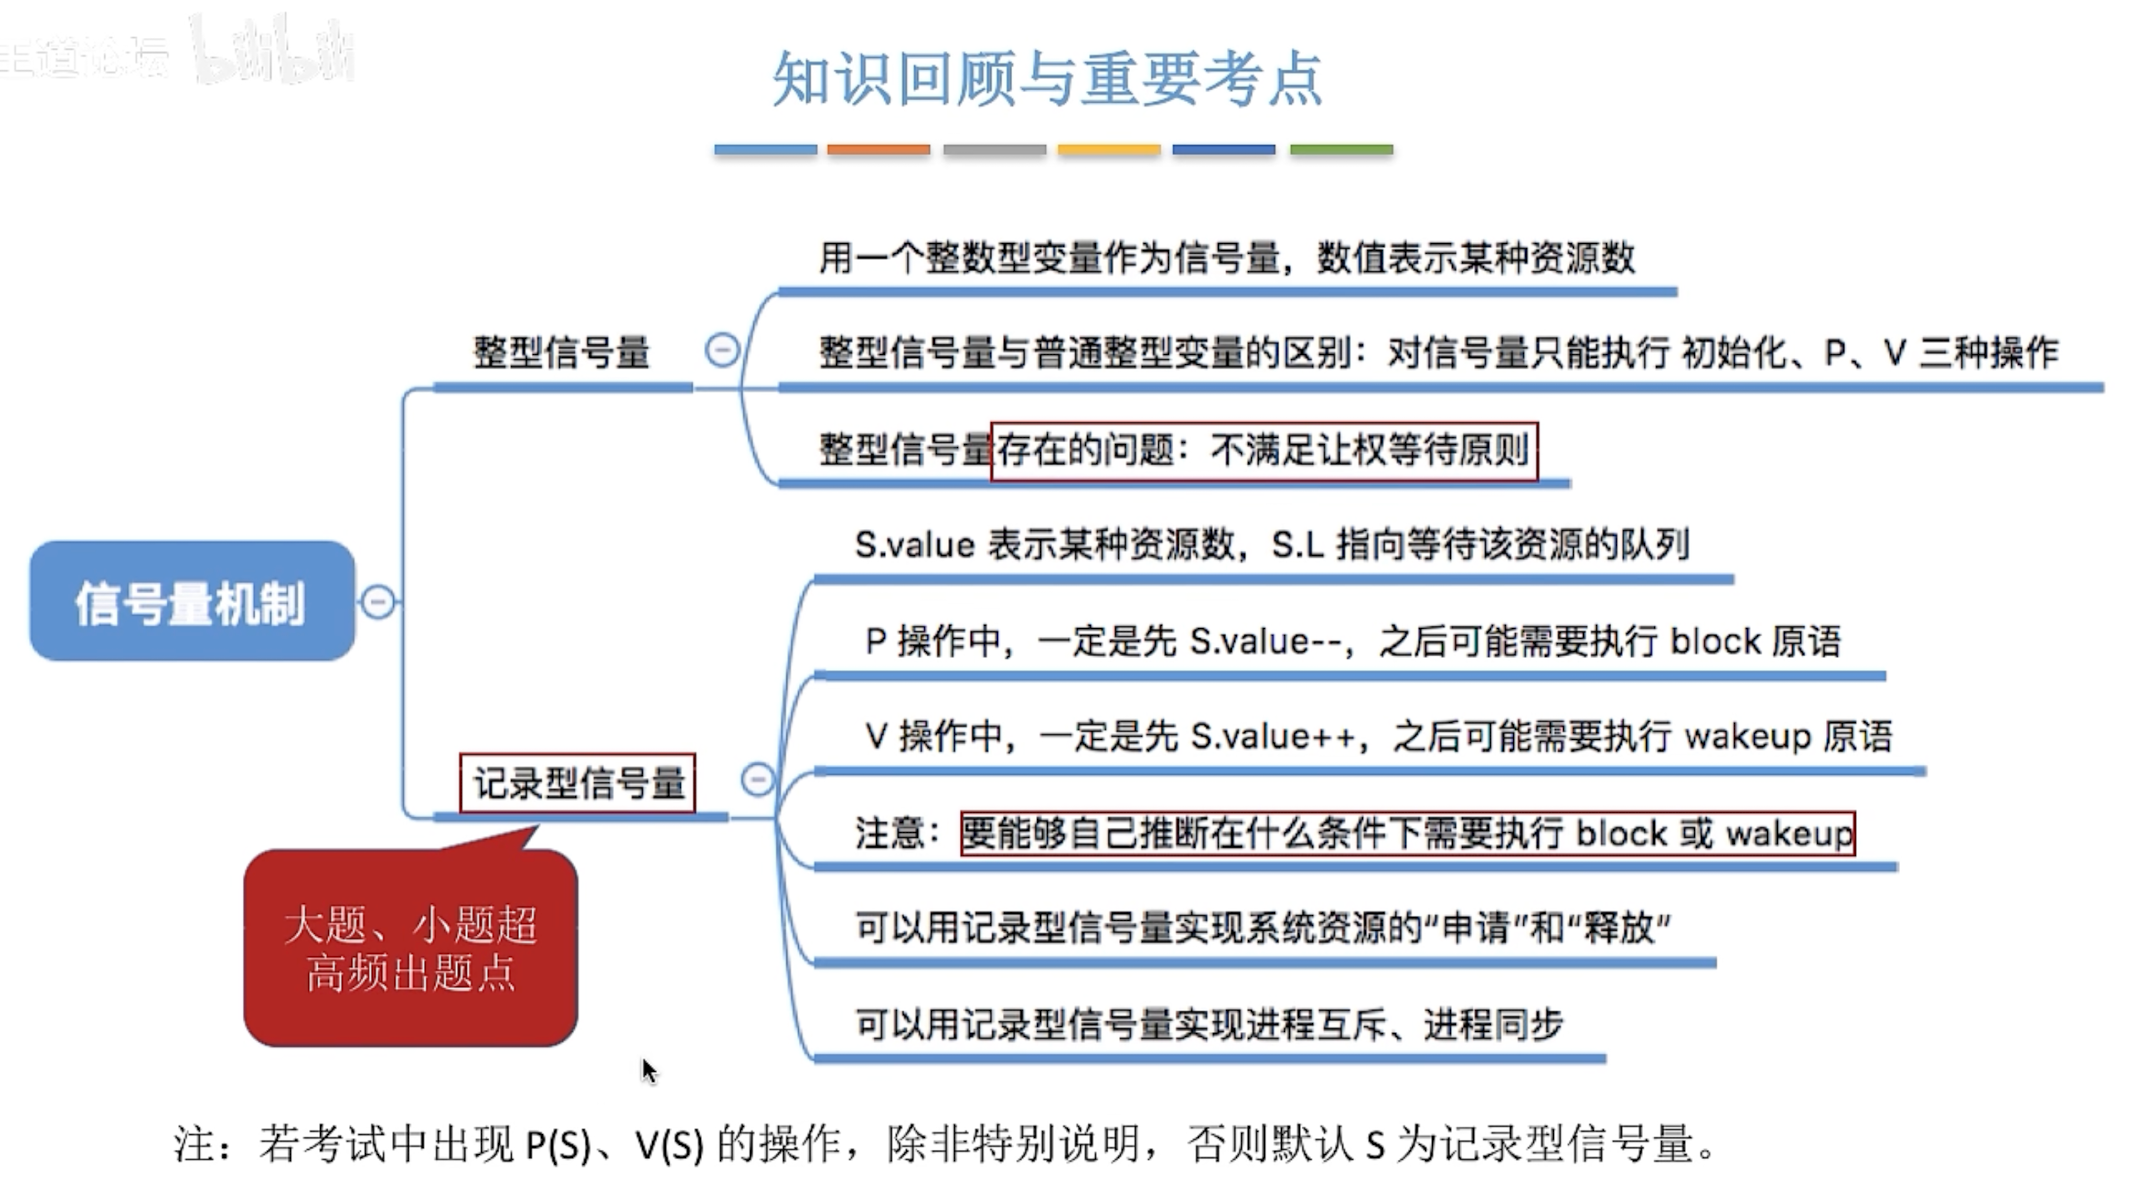 王道论坛 bilibili
知识回顾与重要考点
用一个整数型变量作为信号量，数值表示某种资源数
整型信号量
整型信号量与普通整型变量的区别：对信号量只能执行 初始化、P、V 三种操作
整型信号量存在的问题：不满足让权等待原则
信号量机制
S.value 表示某种资源数，S.L 指向等待该资源的队列
P 操作中，一定是先 S.value--，之后可能需要执行 block 原语
V 操作中，一定是先 S.value++，之后可能需要执行 wakeup 原语
记录型信号量
注意：要能够自己推断在什么条件下需要执行 block 或 wakeup
可以用记录型信号量实现系统资源的“申请”和“释放”
可以用记录型信号量实现进程互斥、进程同步
大题、小题超
高频出题点
注：若考试中出现 P(S)、V(S) 的操作，除非特别说明，否则默认 S 为记录型信号量。